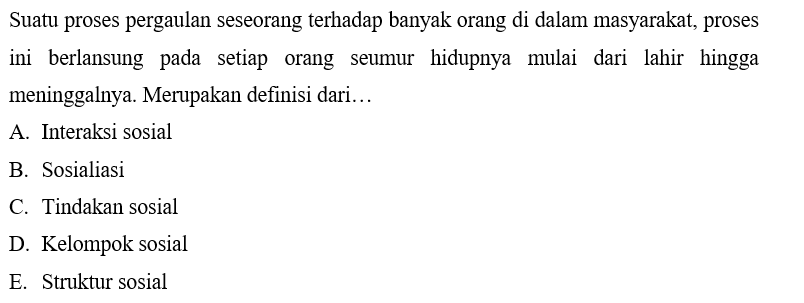 Suatu proses pergaulan seseorang terhadap banyak orang di dalam masyarakat, proses
ini berlansung pada setiap orang seumur hidupnya mulai dari lahir hingga
meninggalnya. Merupakan definisi dari…
A. Interaksi sosial
B. Sosialiasi
C. Tindakan sosial
D. Kelompok sosial
E. Struktur sosial